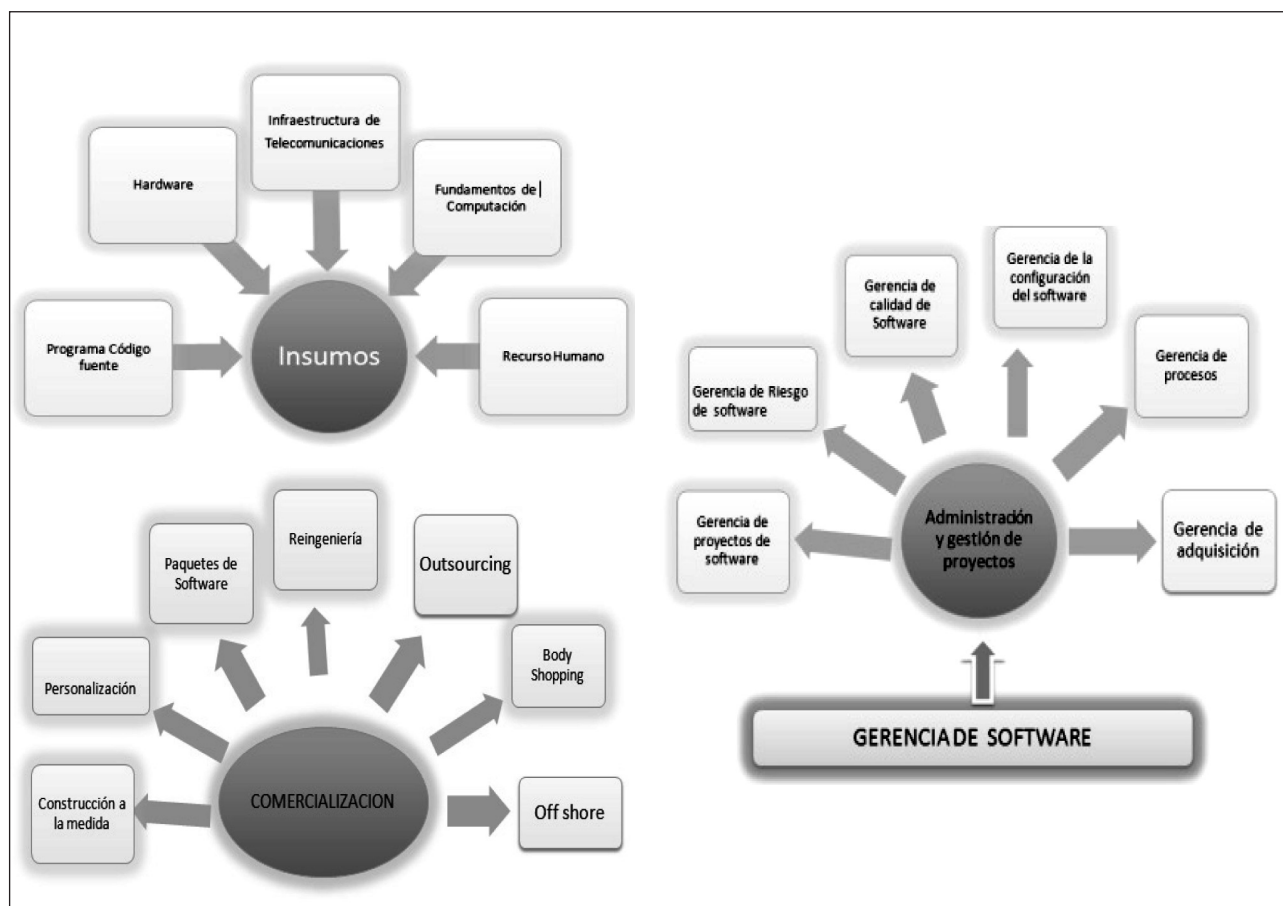 Infraestructura de
Telecomunicaciones
Hardware
Fundamentos de
Computación
Programa Código
fuente
Insumos
Recurso Humano
Reingeniería
Paquetes de
Software
Outsourcing
Personalización
Body
Shopping
Construcción a
la medida
COMERCIALIZACION
Off shore
Gerencia de la
configuración
del software
Gerencia de
calidad de
Software
Gerencia de
procesos
Gerencia de Riesgo
de software
Gerencia de
proyectos de
software
Administración
y gestión de
proyectos
Gerencia de
adquisición
GERENCIA DE SOFTWARE